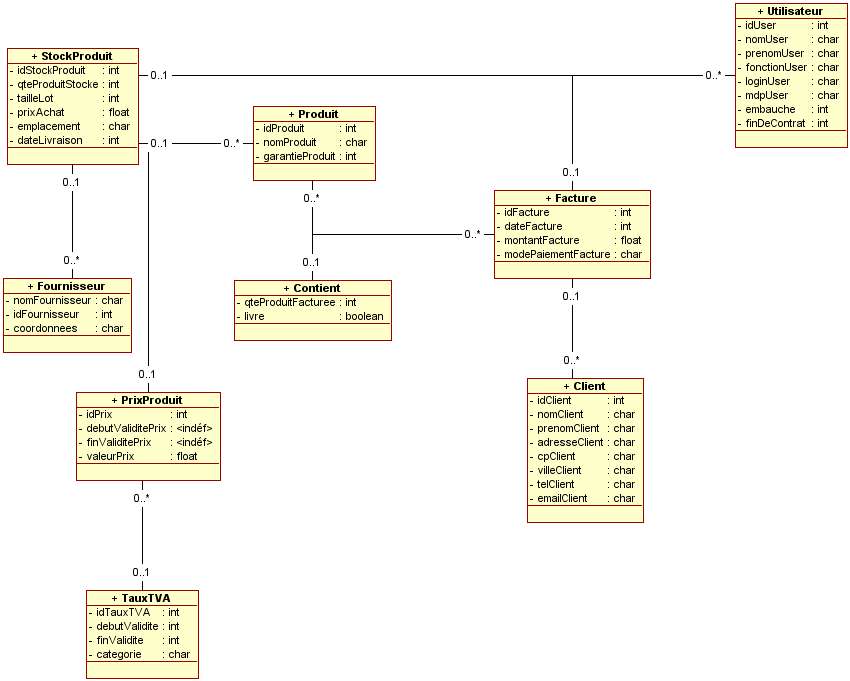 + Utilisateur
- idUser : int
- nomUser : char
- prenomUser : char
- fonctionUser : char
- loginUser : char
- mdpUser : char
- embauche : int
- finDeContrat : int
+ StockProduit
- idStockProduit : int
- qteProduitStocke : int
- tailleLot : int
- prixAchat : float
- emplacement : char
- dateLivraison : int
0..1
0..*
+ Produit
- idProduit : int
- nomProduit : char
- garantieProduit : int
0..1
0..*
0..1
0..1
0..*
+ Facture
- idFacture : int
- dateFacture : int
- montantFacture : float
- modePaiementFacture : char
0..*
0..*
0..1
+ Fournisseur
- nomFournisseur : char
- idFournisseur : int
- coordonnees : char
+ Contient
- qteProduitFacturee : int
- livre : boolean
0..1
0..*
0..1
+ Client
- idClient : int
- nomClient : char
- prenomClient : char
- adresseClient : char
- cpClient : char
- villeClient : char
- telClient : char
- emailClient : char
+ PrixProduit
- idPrix : int
- debutValiditePrix : <indéf>
- finValiditePrix : <indéf>
- valeurPrix : float
0..*
0..1
+ TauxTVA
- idTauxTVA : int
- debutValidite : int
- finValidite : int
- categorie : char